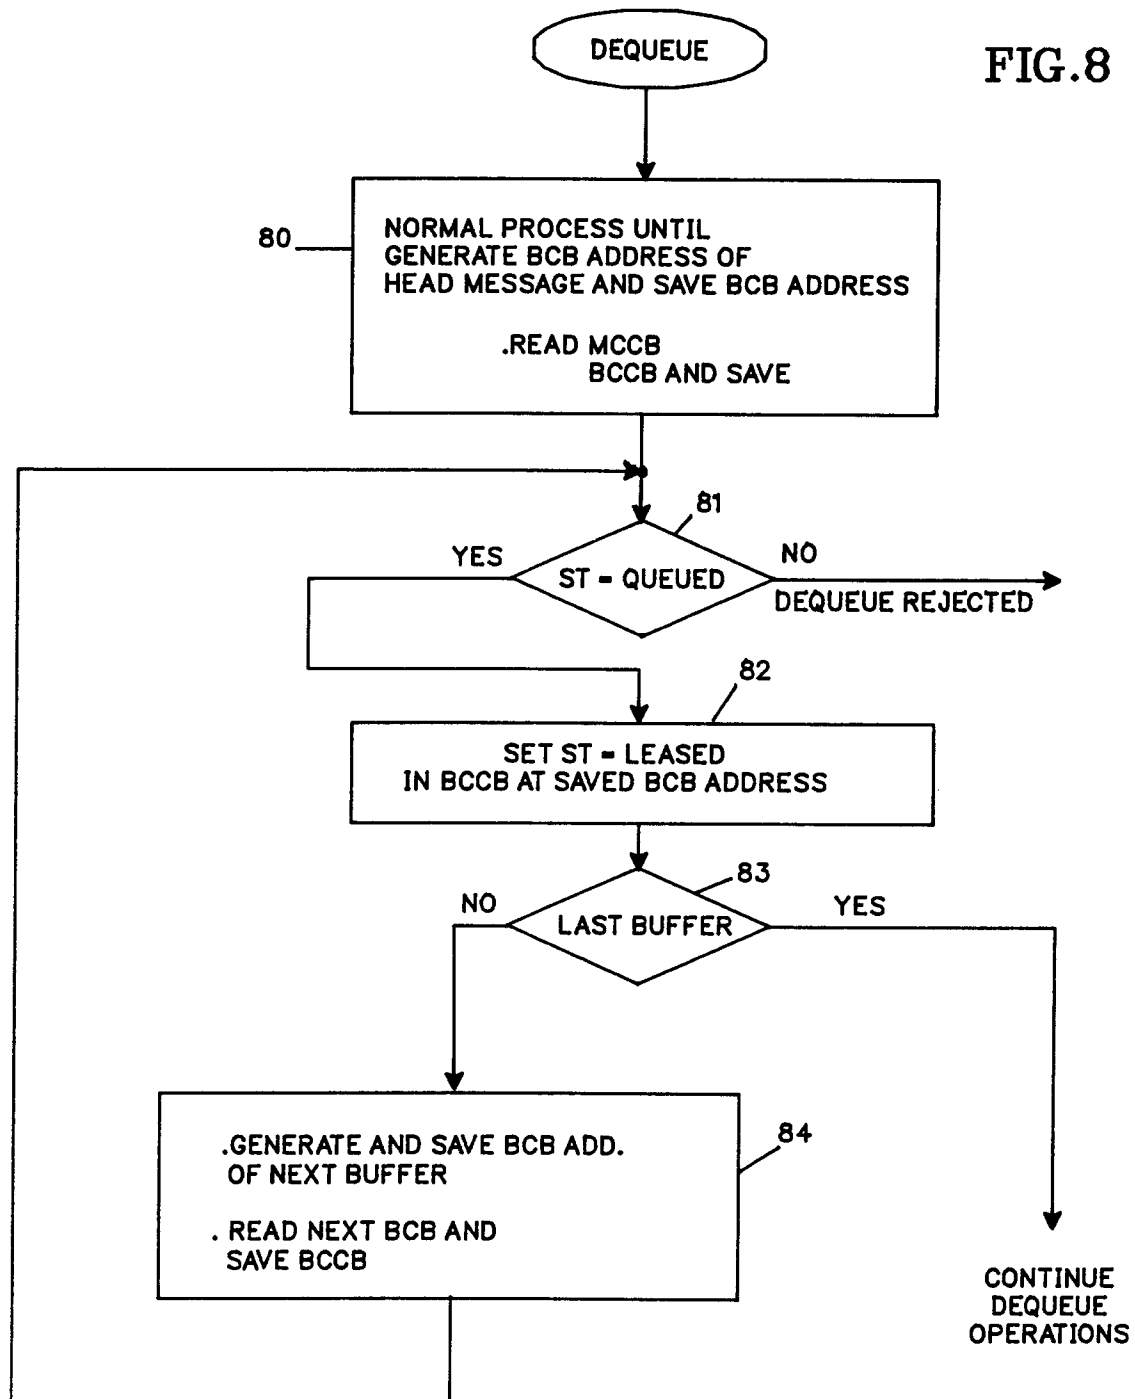 DEQUEUE
FIG.8
80
NORMAL PROCESS UNTIL
GENERATE BCB ADDRESS OF
HEAD MESSAGE AND SAVE BCB ADDRESS
.READ MCCB
BCCB AND SAVE
81
YES
NO
ST = QUEUED
DEQUEUE REJECTED
82
SET ST = LEASED
IN BCCB AT SAVED BCB ADDRESS
83
NO
YES
LAST BUFFER
84
.GENERATE AND SAVE BCB ADD.
OF NEXT BUFFER
. READ NEXT BCB AND
SAVE BCCB
CONTINUE
DEQUEUE
OPERATIONS